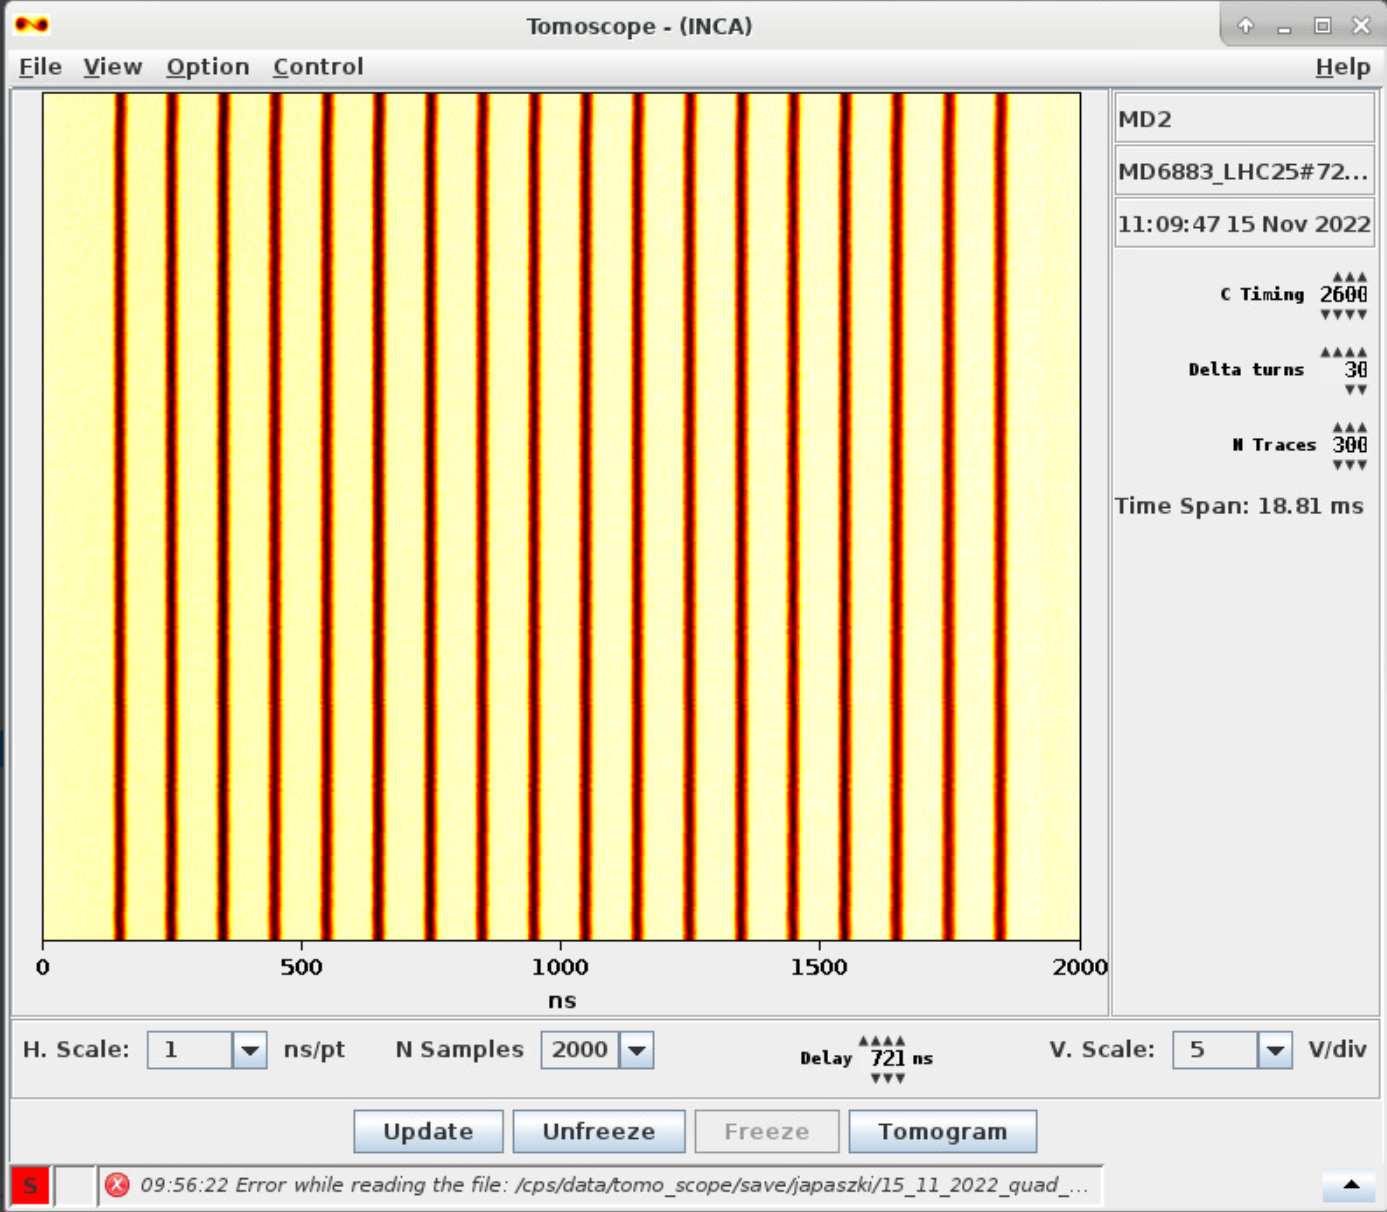 Tomoscope - (INCA)
File View Option Control Help
MD2
MD6883_LHC25#72...
11:09:47 15 Nov 2022
C Timing 2600
Delta turns 30
N Traces 300
Time Span: 18.81 ms
0 500 1000 1500 2000
ns
H. Scale: 1 ns/pt N Samples 2000 Delay 721 ns V. Scale: 5 V/div
Update Unfreeze Freeze Tomogram
S 09:56:22 Error while reading the file: /cps/data/tomo_scope/save/japaszki/15_11_2022_quad_...